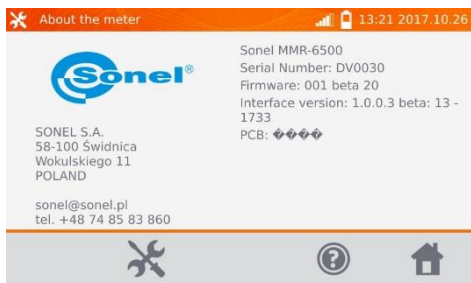 About the meter
13:21 2017.10.26
Sonel®
SONEL S.A.
58-100 Świdnica
Wokulskiego 11
POLAND
sonel@sonel.pl
tel. +48 74 85 83 860
Sonel MMR-6500
Serial Number: DV0030
Firmware: 001 beta 20
Interface version: 1.0.0.3 beta: 13 -
1733
PCB: ����